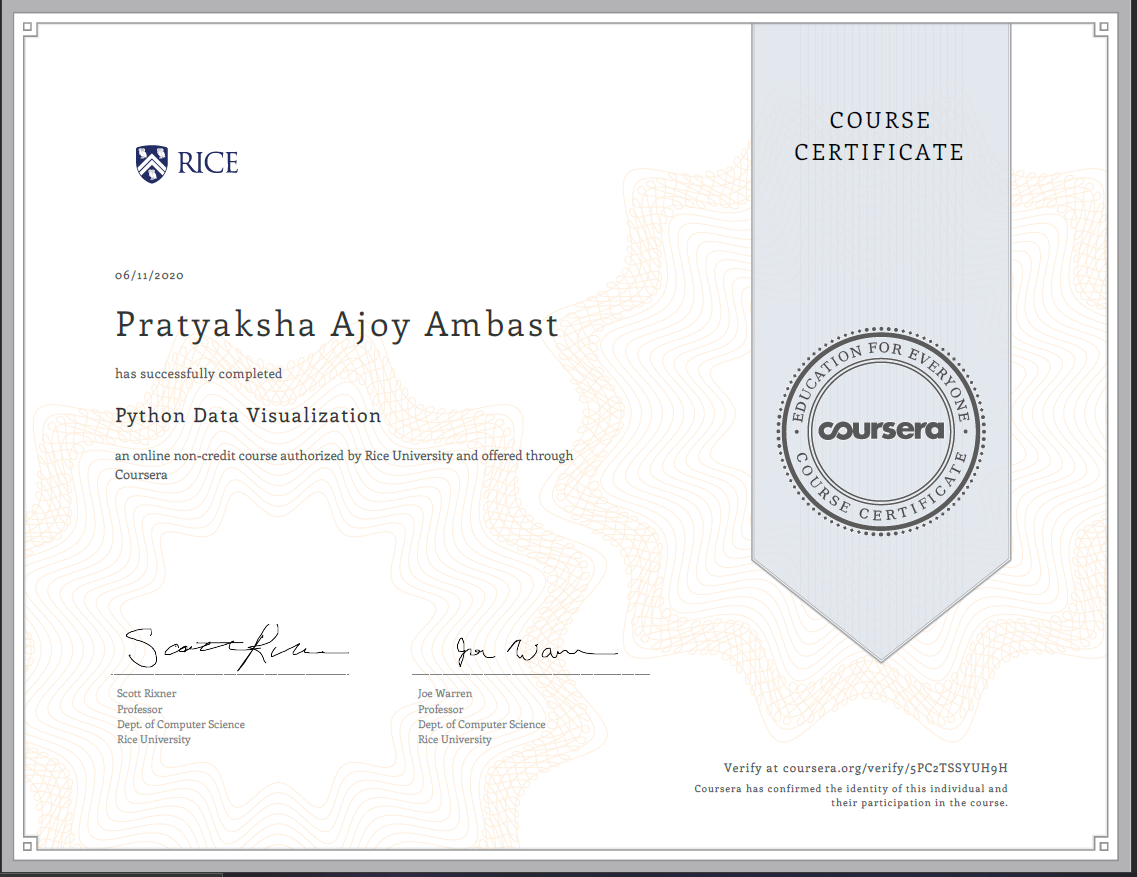 COURSE
CERTIFICATE
RICE
06/11/2020
Pratyaksha Ajoy Ambast
has successfully completed
Python Data Visualization
an online non-credit course authorized by Rice University and offered through
Coursera
EDUCATION FOR EVERYONE
coursera
COURSE CERTIFICATE
Scott Rixner
Joe Warren
Scott Rixner
Professor
Dept. of Computer Science
Rice University
Joe Warren
Professor
Dept. of Computer Science
Rice University
Verify at coursera.org/verify/5PC2TSSYUH9H
Coursera has confirmed the identity of this individual and
their participation in the course.